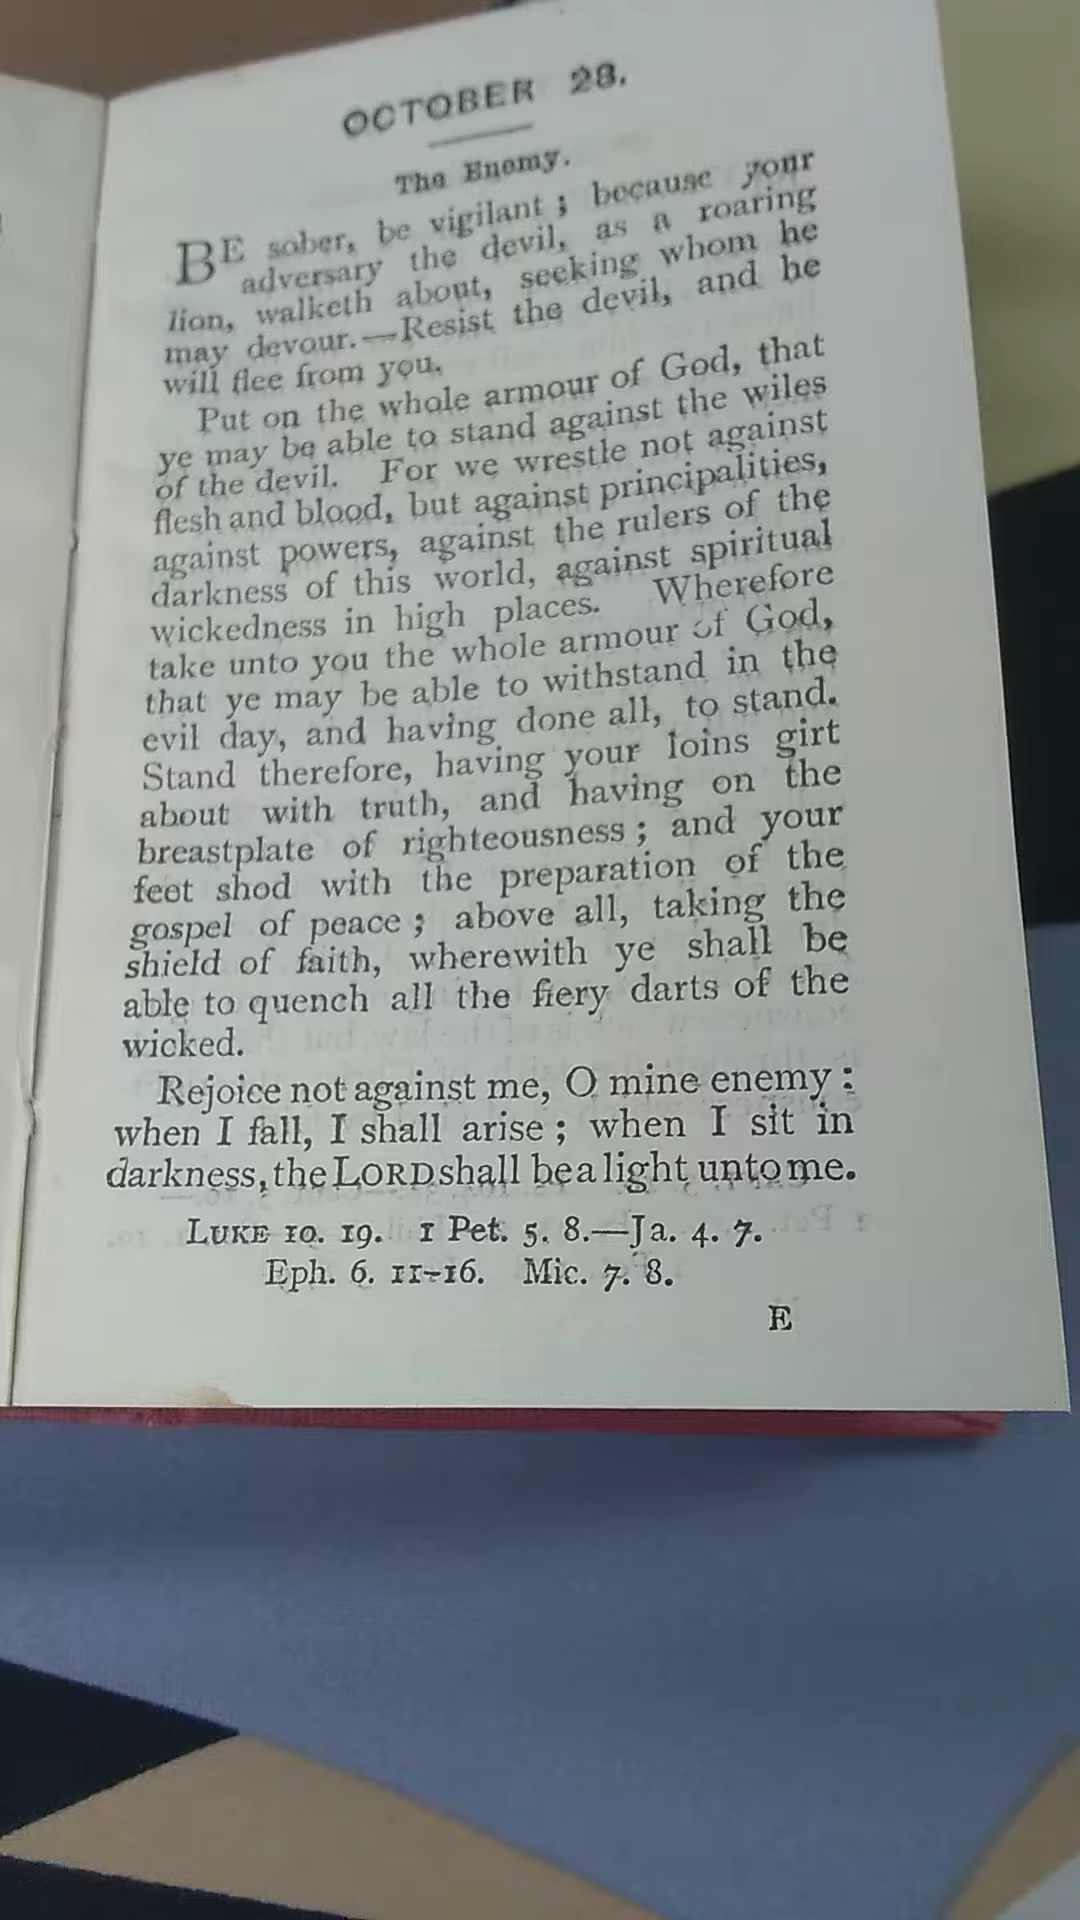 OCTOBER 28.
The Enemy.
BE sober, be vigilant ; because your
adversary the devil, as a roaring
lion, walketh about, seeking whom he
may devour.—Resist the devil, and he
will flee from you.
Put on the whole armour of God, that
ye may be able to stand against the wiles
of the devil. For we wrestle not against
flesh and blood, but against principalities,
against powers, against the rulers of the
darkness of this world, against spiritual
wickedness in high places. Wherefore
take unto you the whole armour of God,
that ye may be able to withstand in the
evil day, and having done all, to stand.
Stand therefore, having your loins girt
about with truth, and having on the
breastplate of righteousness ; and your
feet shod with the preparation of the
gospel of peace ; above all, taking the
shield of faith, wherewith ye shall be
able to quench all the fiery darts of the
wicked.
Rejoice not against me, O mine enemy :
when I fall, I shall arise ; when I sit in
darkness, the LORD shall be a light unto me.
LUKE 10. 19. 1 Pet. 5. 8.—Ja. 4. 7.
Eph. 6. 11-16. Mic. 7. 8.
E